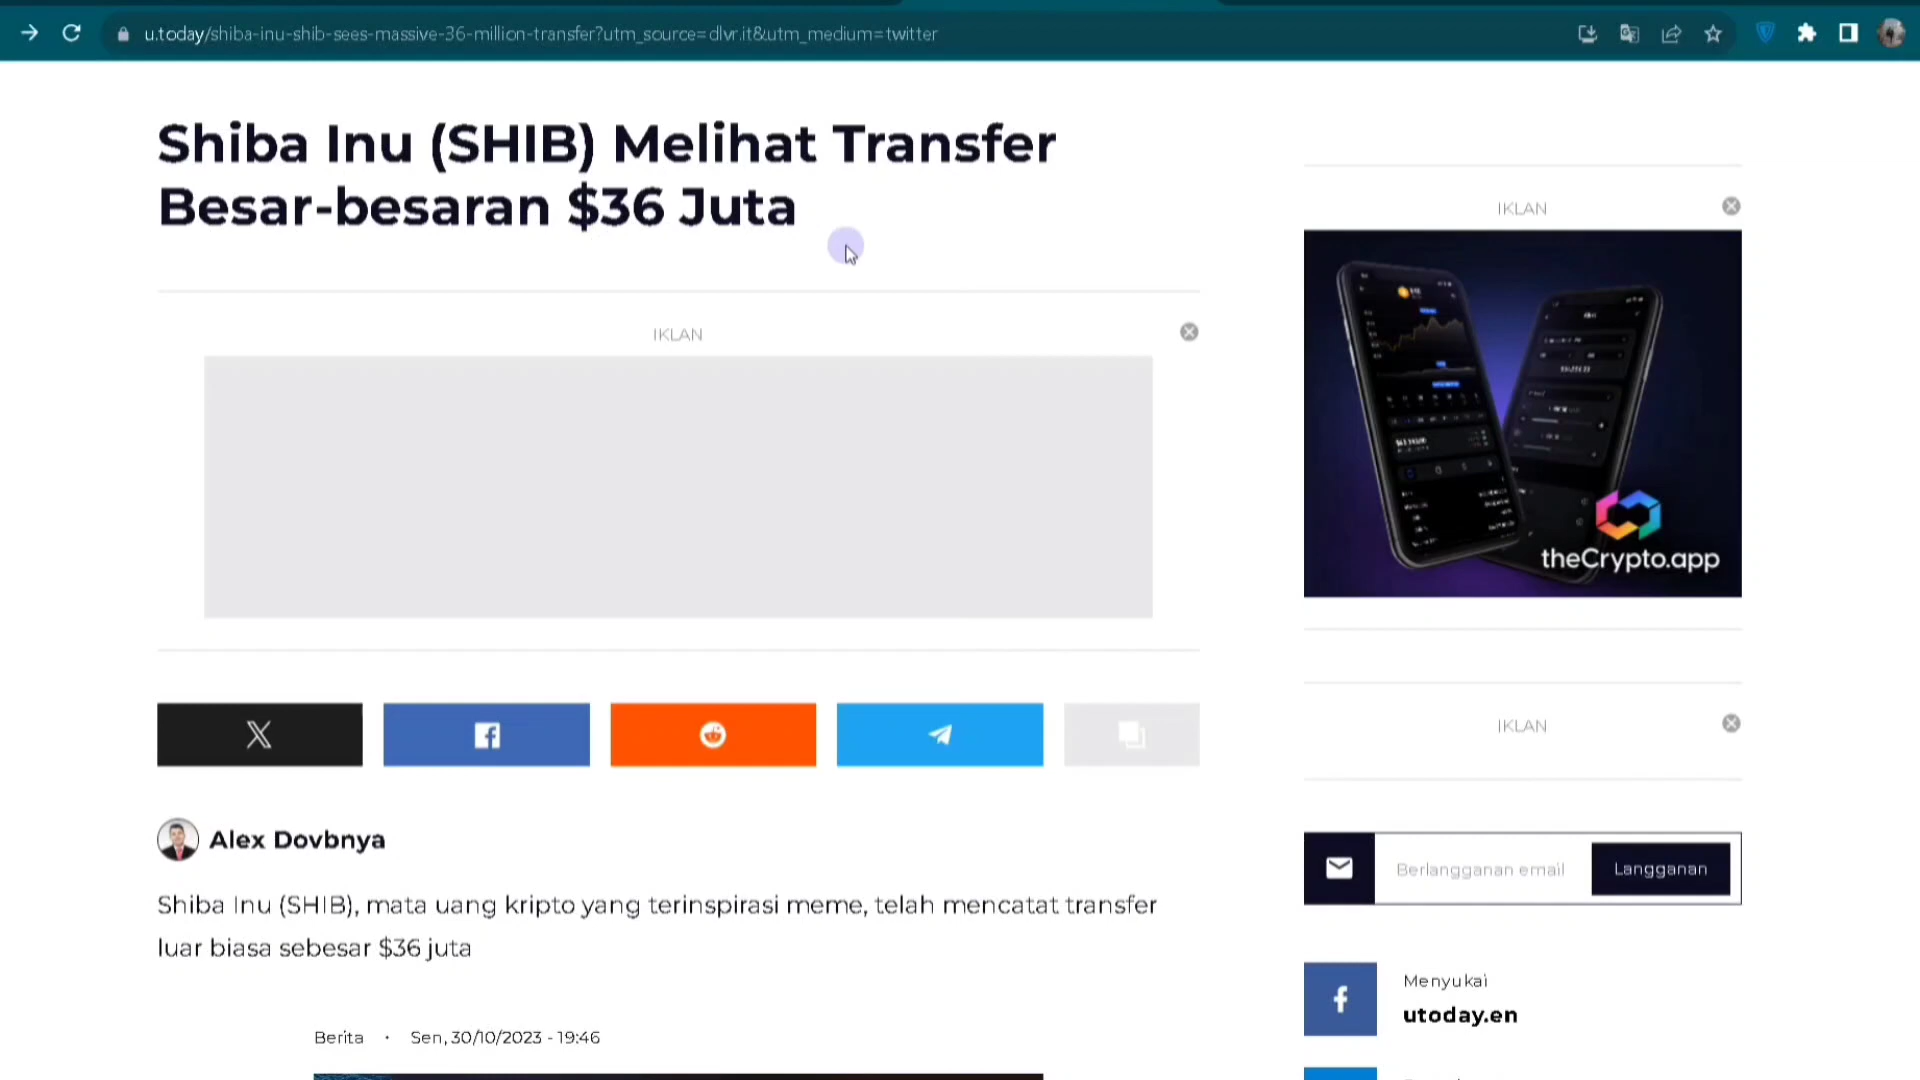 u.today/shiba-inu-shib-sees-massive-36-million-transfer?utm_source=dlvr.it&utm_medium=twitter
Shiba Inu (SHIB) Melihat Transfer
Besar-besaran $36 Juta
IKLAN
Alex Dovbnya
Shiba Inu (SHIB), mata uang kripto yang terinspirasi meme, telah mencatat transfer
luar biasa sebesar $36 juta
Berita · Sen, 30/10/2023 - 19:46
IKLAN
theCrypto.app
IKLAN
Berlangganan email
Langganan
Menyukai
utoday.en